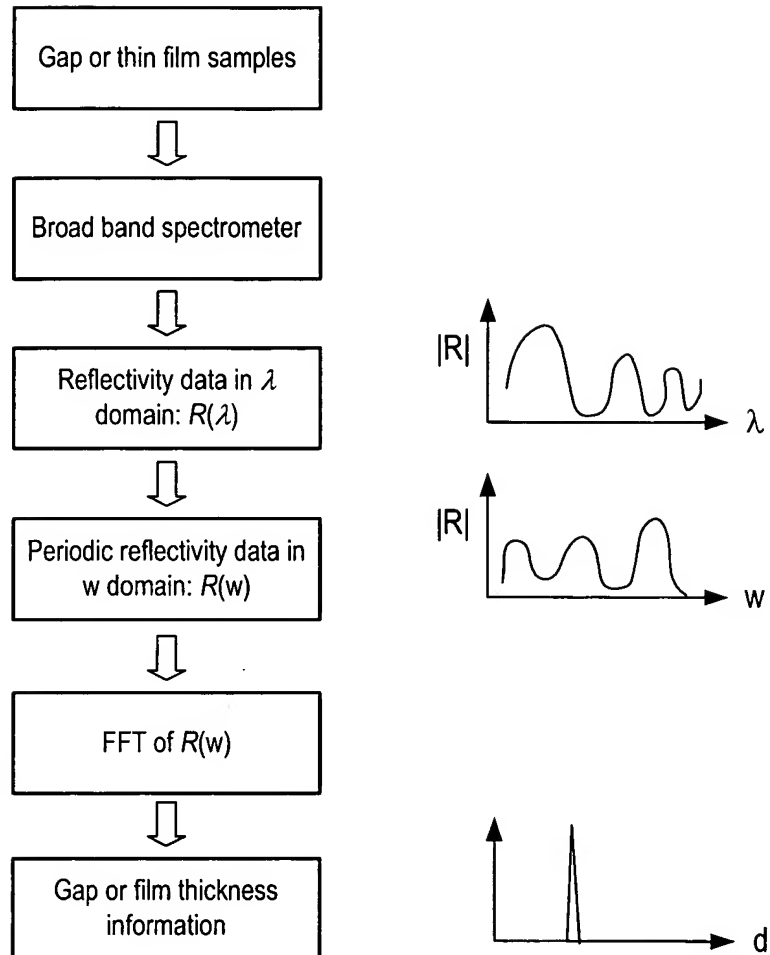 Gap or thin film samples
Broad band spectrometer
Reflectivity data in λ
domain: R(λ)
|R|
λ
Periodic reflectivity data in
w domain: R(w)
|R|
w
FFT of R(w)
Gap or film thickness
information
d